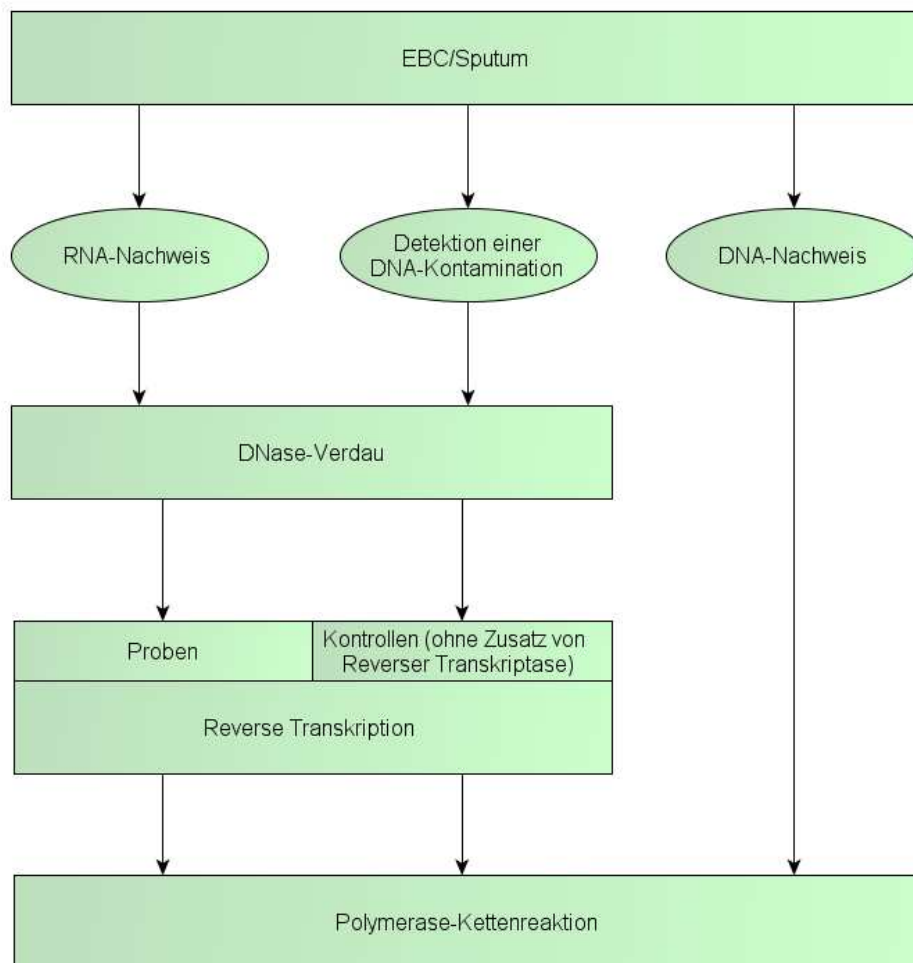 EBC/Sputum
RNA-Nachweis
Detektion einer
DNA-Kontamination
DNA-Nachweis
DNase-Verdau
Proben
Kontrollen (ohne Zusatz von
Reverser Transkriptase)
Reverse Transkription
Polymerase-Kettenreaktion